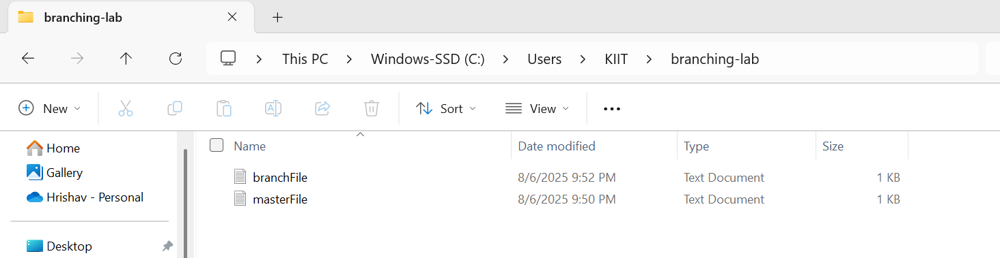 branching-lab
This PC > Windows-SSD (C:) > Users > KIIT > branching-lab
New Sort View
Name Date modified Type Size
branchFile 8/6/2025 9:52 PM Text Document 1 KB
masterFile 8/6/2025 9:50 PM Text Document 1 KB
Home
Gallery
Hrishav - Personal
Desktop